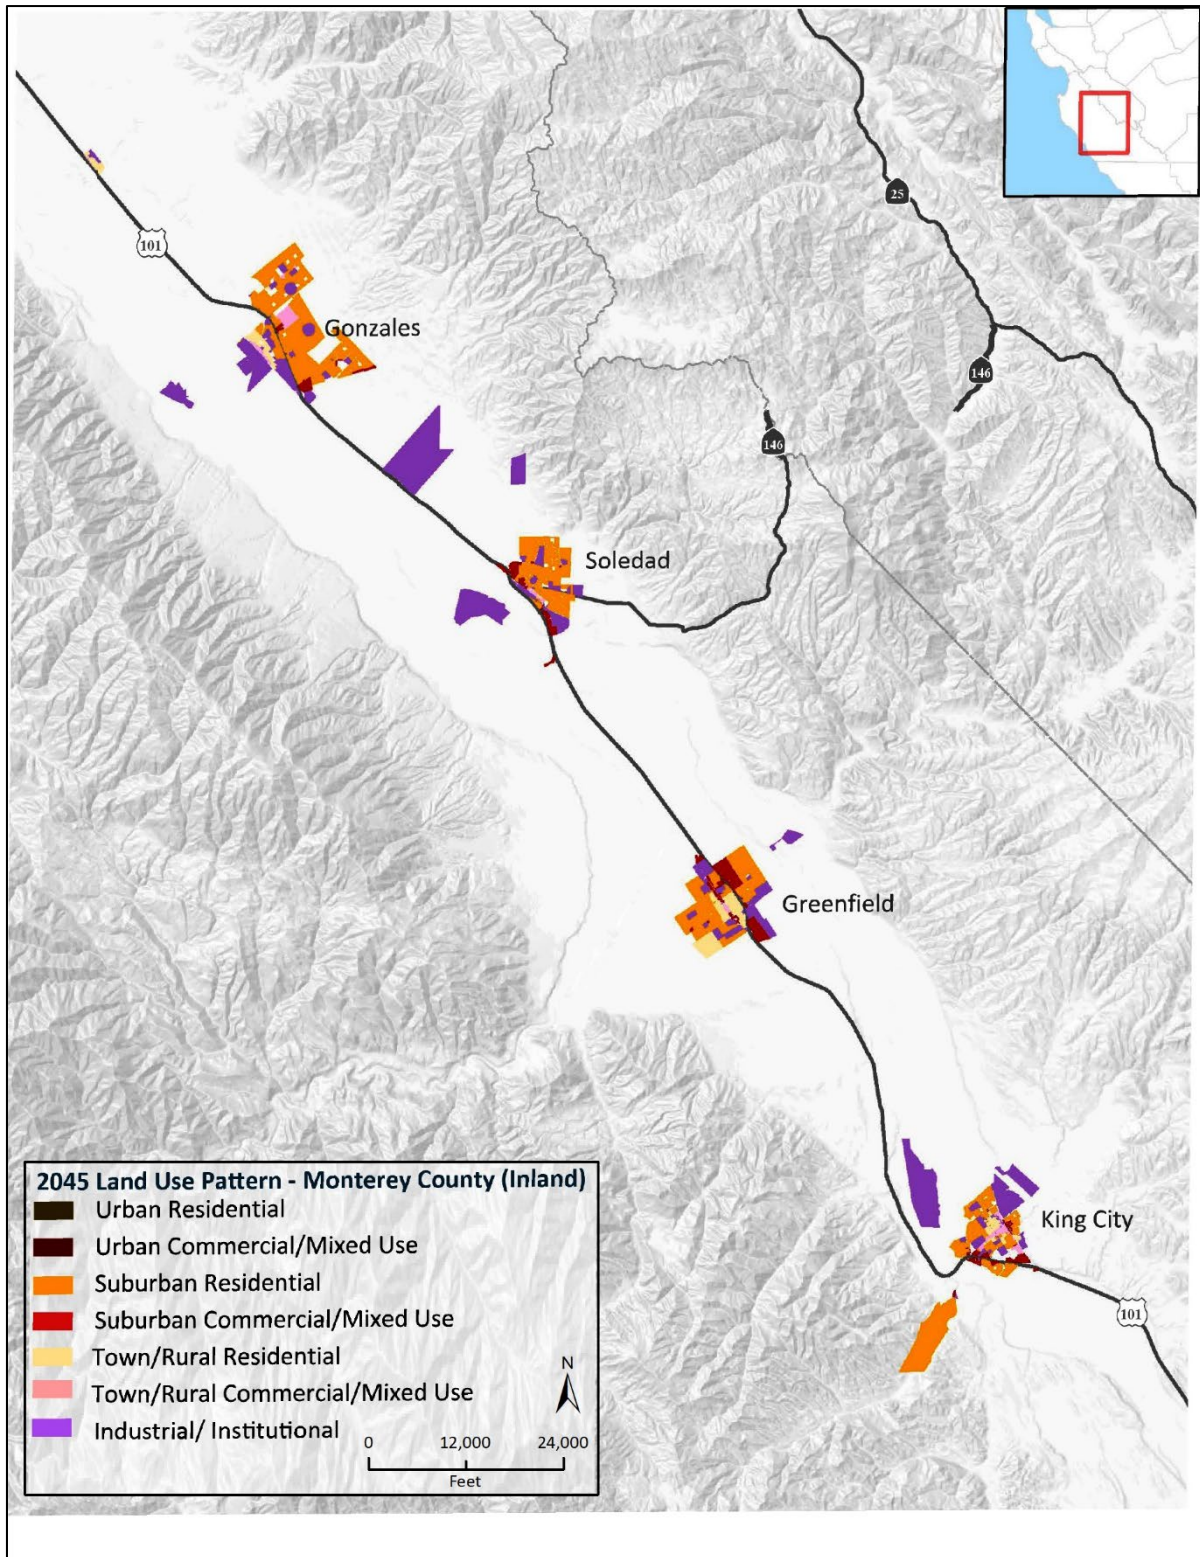 25
101
Gonzales
146
146
Soledad
Greenfield
King City
101
2045 Land Use Pattern - Monterey County (Inland)
Urban Residential
Urban Commercial/Mixed Use
Suburban Residential
Suburban Commercial/Mixed Use
Town/Rural Residential
Town/Rural Commercial/Mixed Use
Industrial/ Institutional
N
0 12,000 24,000
Feet